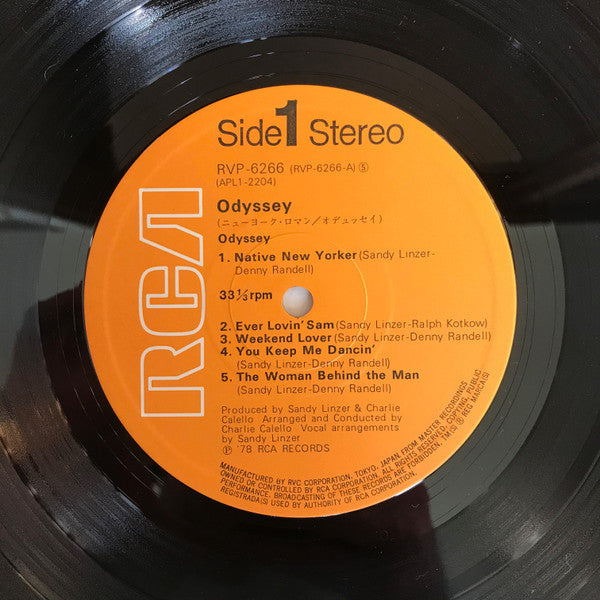 Side 1 Stereo
RVP-6266 (RVP-6266-A) ⑤
(APL1-2204)
Odyssey
(ニューヨーク・ロマン/オデュッセイ)
Odyssey
1. Native New Yorker (Sandy Linzer-
Denny Randell)
33⅓ rpm
2. Ever Lovin' Sam (Sandy Linzer-Ralph Kotkow)
3. Weekend Lover (Sandy Linzer-Denny Randell)
4. You Keep Me Dancin'
(Sandy Linzer-Denny Randell)
5. The Woman Behind the Man
(Sandy Linzer-Denny Randell)
Produced by Sandy Linzer & Charlie
Calello Arranged and Conducted by
Charlie Calello. Vocal arrangements
by Sandy Linzer
Ⓟ '78 RCA RECORDS
RCA
MANUFACTURED BY RVC CORPORATION, TOKYO, JAPAN FROM MASTER RECORDINGS
OWNED OR CONTROLLED BY RCA CORPORATION. ALL RIGHTS RESERVED, COPYING, PUBLIC
PERFORMANCE, BROADCASTING OF THESE RECORDS ARE FORBIDDEN. TM(S) ® REG MARCA(S)
REGISTRADA(S) USED BY AUTHORITY OF RCA CORPORATION.